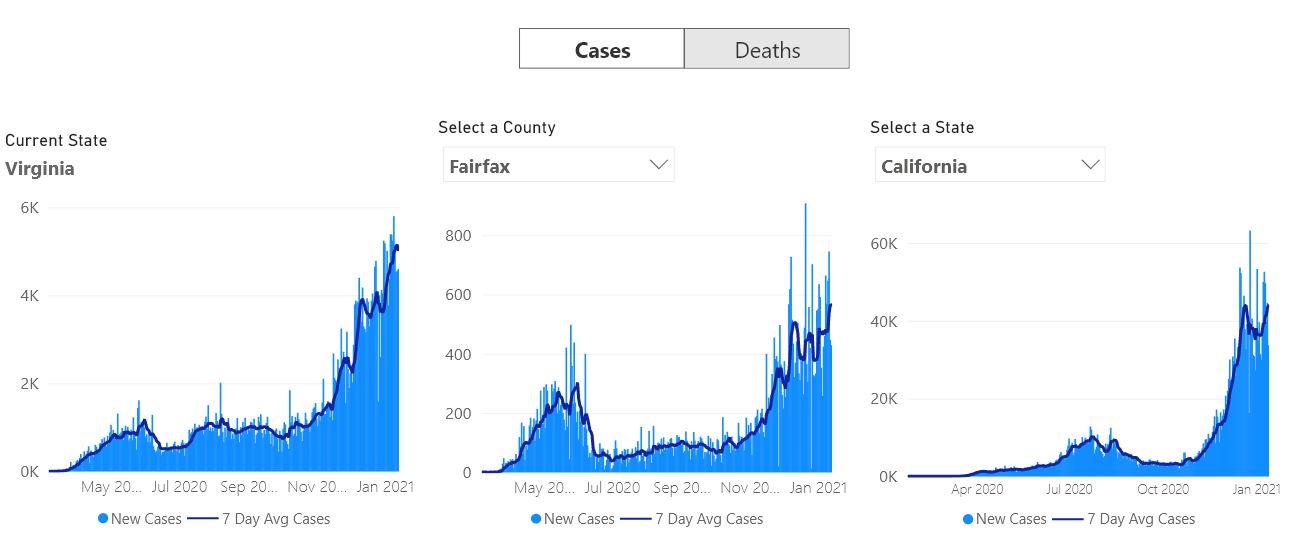 Cases Deaths
Current State
Virginia
6K
4K
2K
0K
May 20... Jul 2020 Sep 20... Nov 20... Jan 2021
New Cases 7 Day Avg Cases
Select a County
Fairfax
800
600
400
200
0
May 20... Jul 2020 Sep 20... Nov 20... Jan 2021
New Cases 7 Day Avg Cases
Select a State
California
60K
40K
20K
0K
Apr 2020 Jul 2020 Oct 2020 Jan 2021
New Cases 7 Day Avg Cases